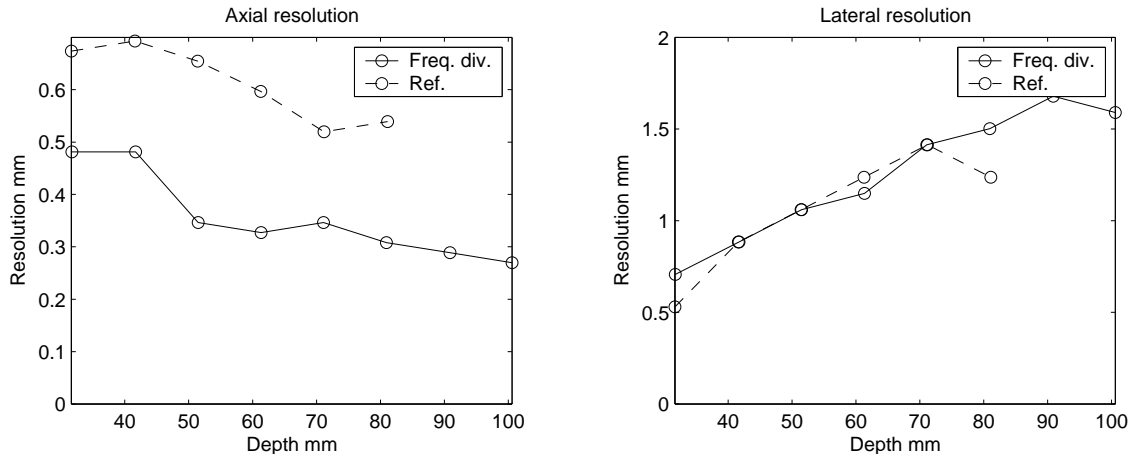 Axial resolution
Freq. div.
Ref.
0.6
0.5
0.4
0.3
0.2
0.1
0
Resolution mm
40 50 60 70 80 90 100
Depth mm
Lateral resolution
Freq. div.
Ref.
2
1.5
1
0.5
0
Resolution mm
40 50 60 70 80 90 100
Depth mm